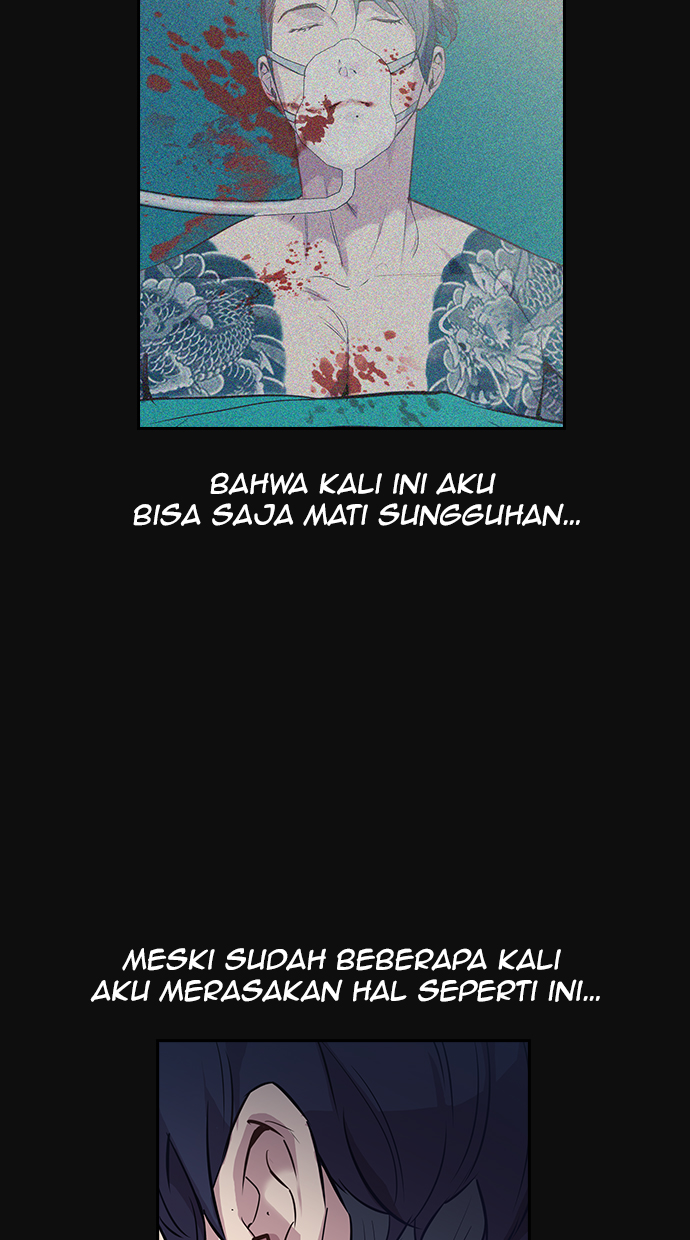 BAHWA KALI INI AKU
BISA SAJA MATI SUNGGUHAN...
MESKI SUDAH BEBERAPA KALI
AKU MERASAKAN HAL SEPERTI INI...